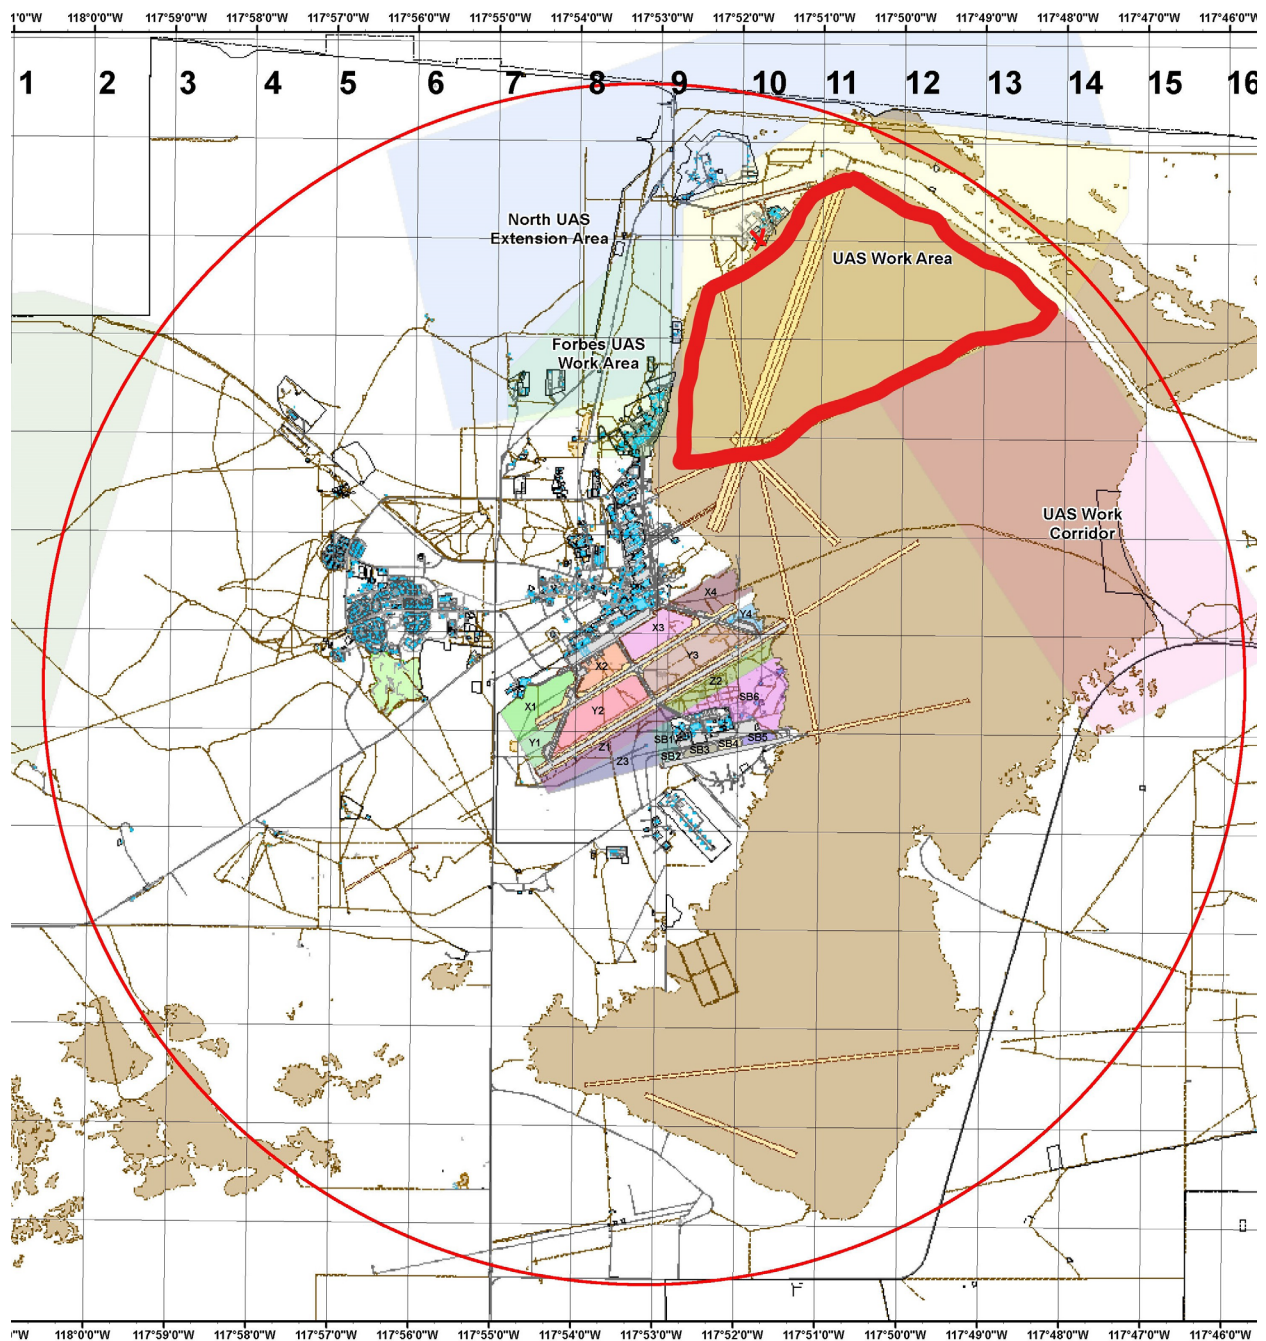 )'0"W 118°0'0"W 117°59'0"W 117°58'0"W 117°57'0"W 117°56'0"W 117°55'0"W 117°54'0"W 117°53'0"W 117°52'0"W 117°51'0"W 117°50'0"W 117°49'0"W 117°48'0"W 117°47'0"W 117°46'0"W
1 2 3 4 5 6 7 8 9 10 11 12 13 14 15 16
North UAS
Extension Area
X
UAS Work Area
Forbes UAS
Work Area
UAS Work
Corridor
X4
Y4
X3
Y3
X2
Z2
SB6
X1
Y2
Y1
Z1
Z3
SB1
SB2
SB3
SB4
SB5
0"W 118°0'0"W 117°59'0"W 117°58'0"W 117°57'0"W 117°56'0"W 117°55'0"W 117°54'0"W 117°53'0"W 117°52'0"W 117°51'0"W 117°50'0"W 117°49'0"W 117°48'0"W 117°47'0"W 117°46'0"W